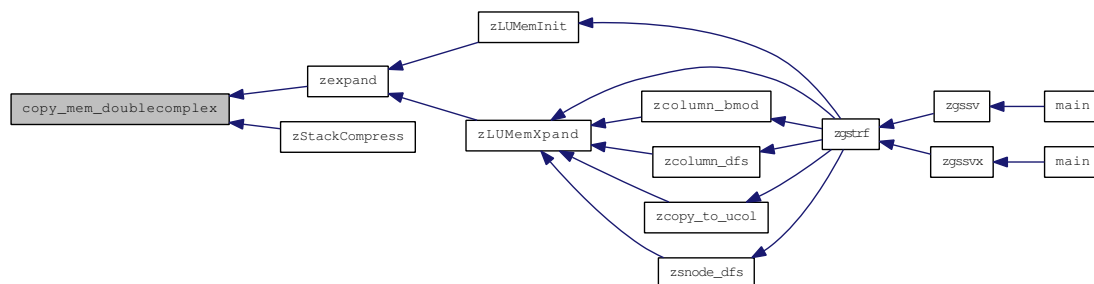 copy_mem_doublecomplex
zexpand
zStackCompress
zLUMemInit
zLUMemXpand
zcolumn_bmod
zcolumn_dfs
zcopy_to_ucol
zsnode_dfs
zgstrf
zgssv
zgssvx
main
main